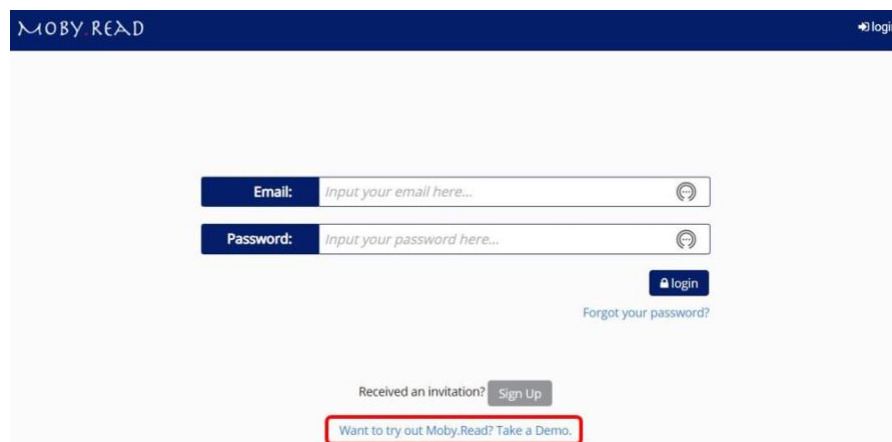 MOBY.READ
login
Email: Input your email here...
Password: Input your password here...
login
Forgot your password?
Received an invitation? Sign Up
Want to try out Moby.Read? Take a Demo.